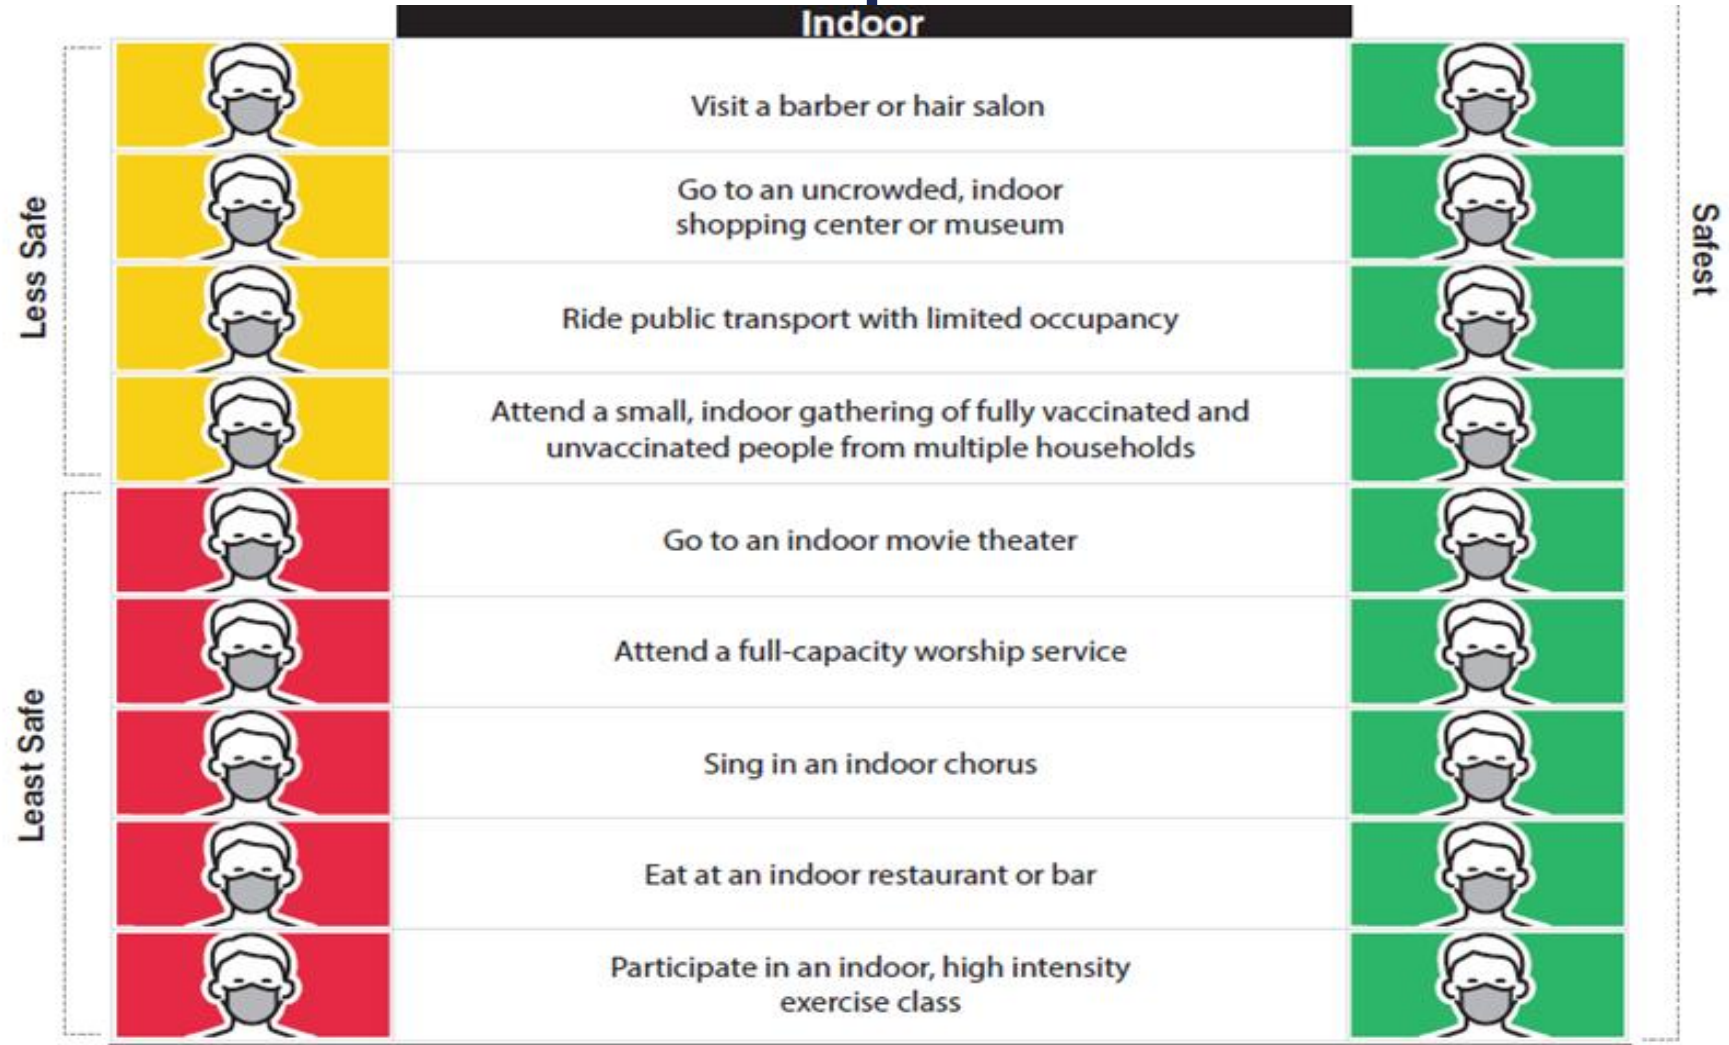 Indoor
Less Safe
Safest
Visit a barber or hair salon
Go to an uncrowded, indoor
shopping center or museum
Ride public transport with limited occupancy
Attend a small, indoor gathering of fully vaccinated and
unvaccinated people from multiple households
Least Safe
Go to an indoor movie theater
Attend a full-capacity worship service
Sing in an indoor chorus
Eat at an indoor restaurant or bar
Participate in an indoor, high intensity
exercise class